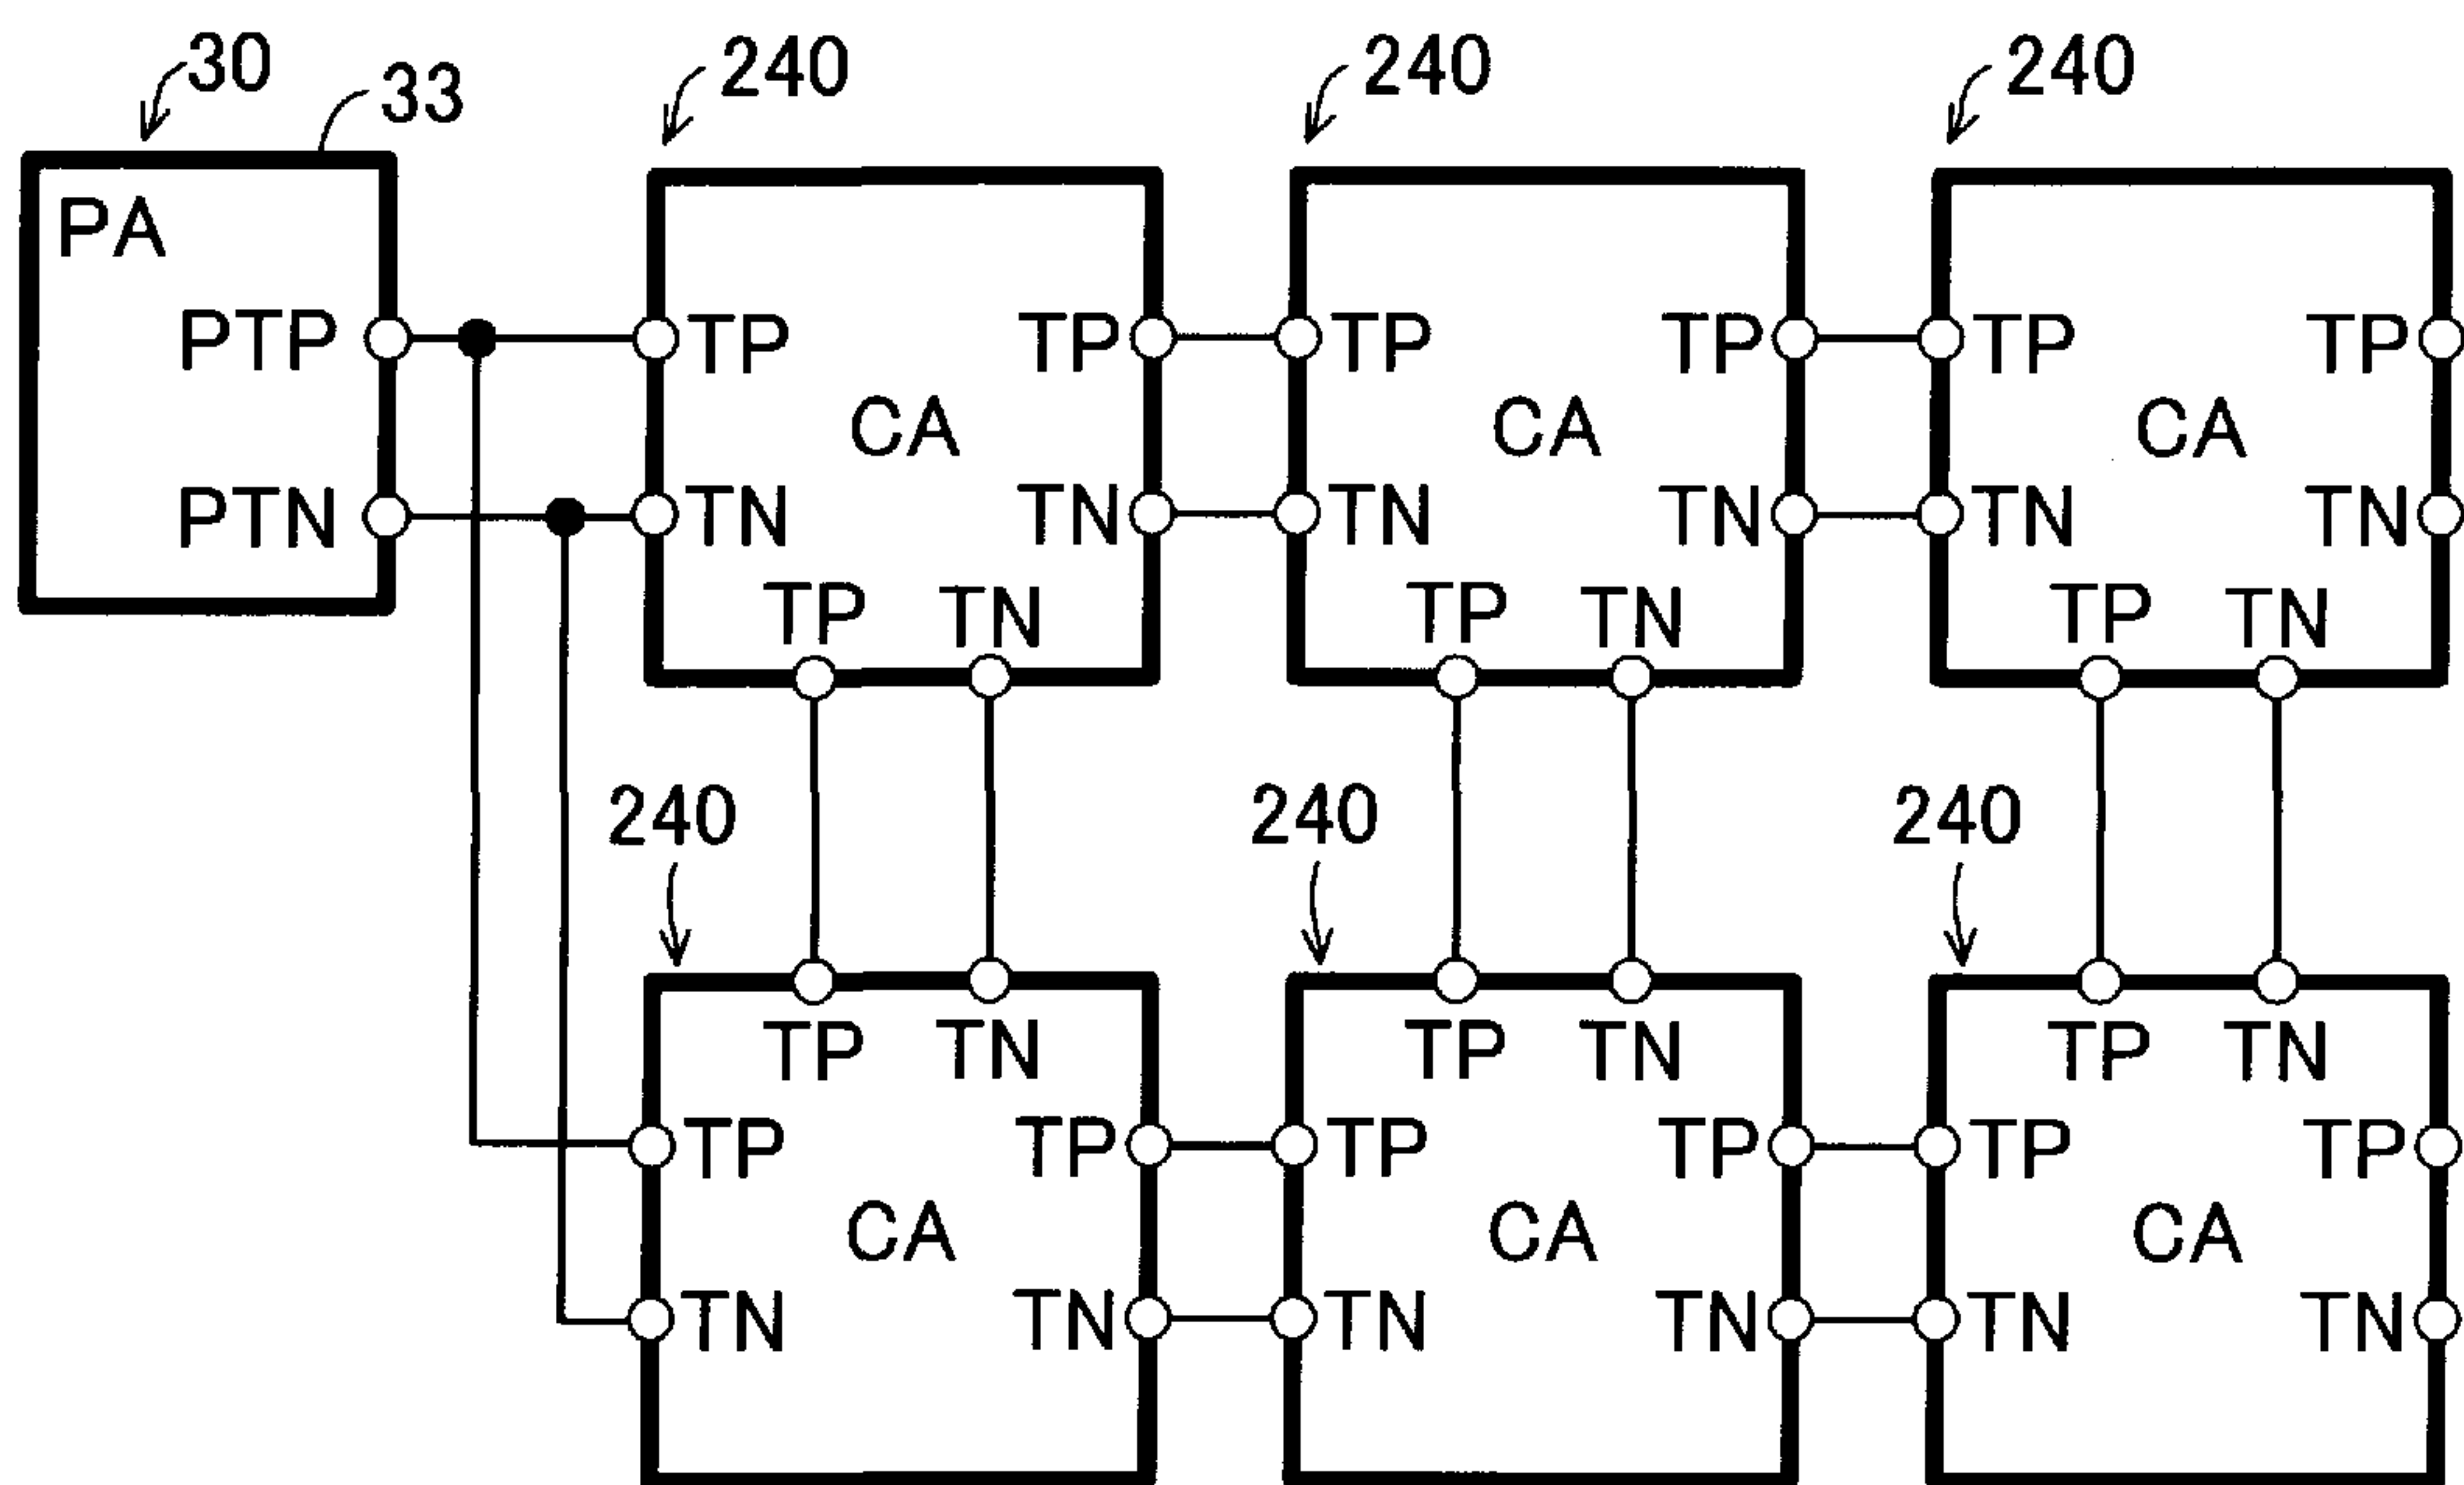 30 33 240 240 240
PA
PTP TP TP TP TP TP TP
CA CA CA
PTN TN TN TN TN TN TN
TP TN TP TN TP TN
240 240 240
TP TN TP TN TP TN
TP TP TP TP TP TP
CA CA CA
TN TN TN TN TN TN